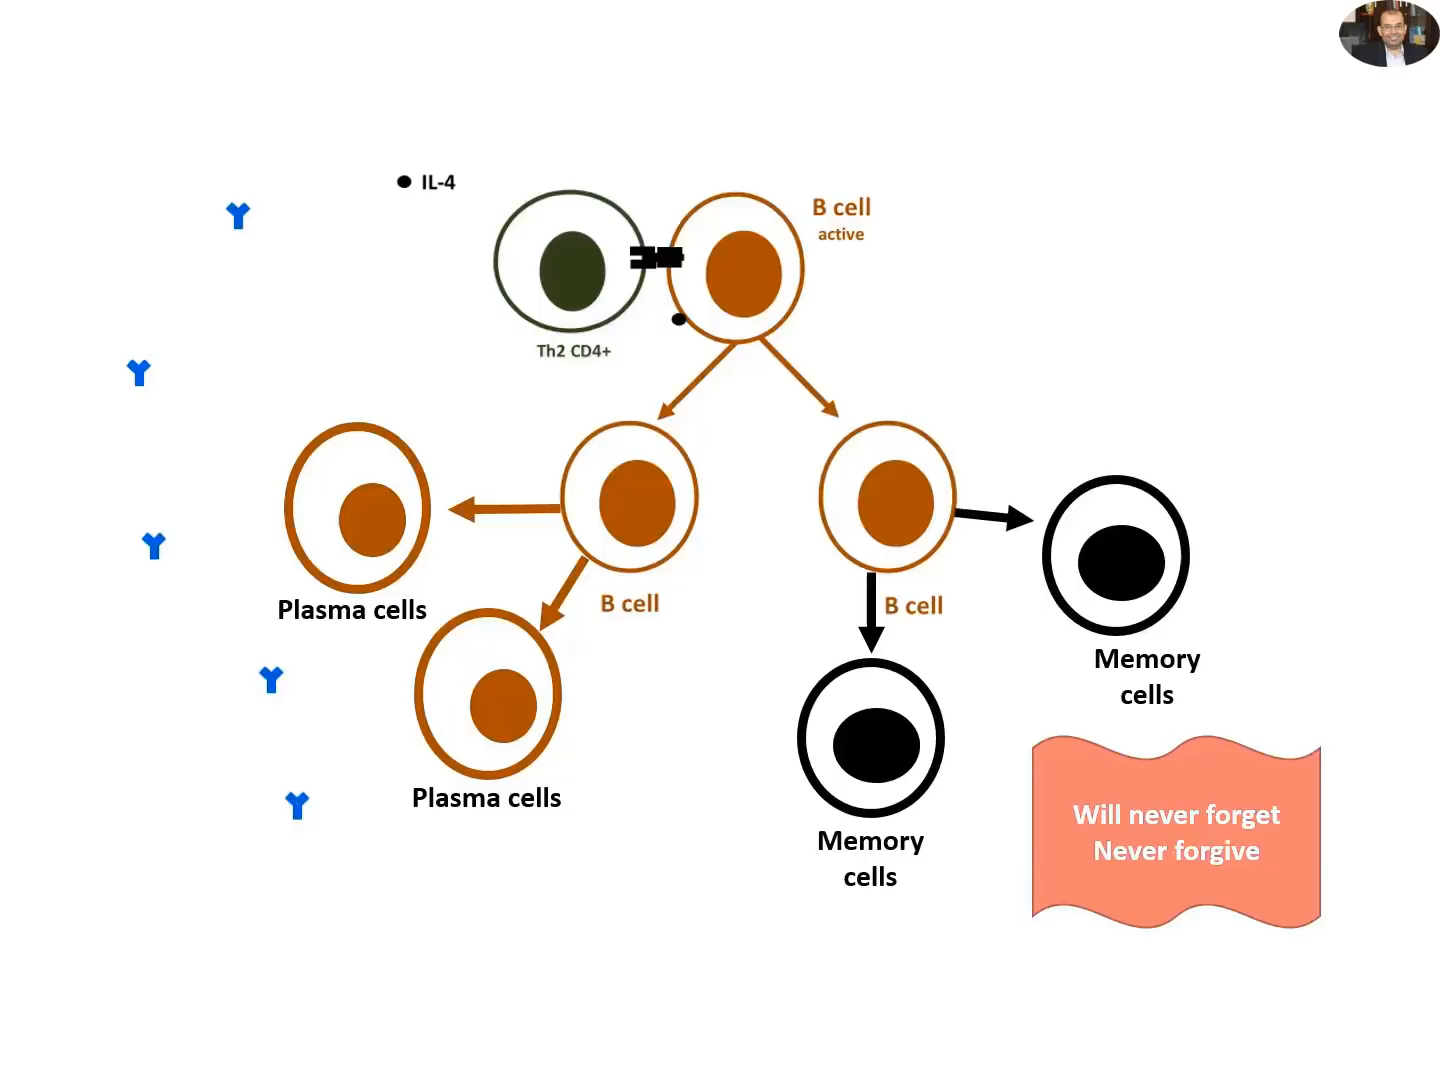 IL-4
B cell
active
Th2 CD4+
Plasma cells
B cell
B cell
Memory
cells
Plasma cells
Memory
cells
Will never forget
Never forgive